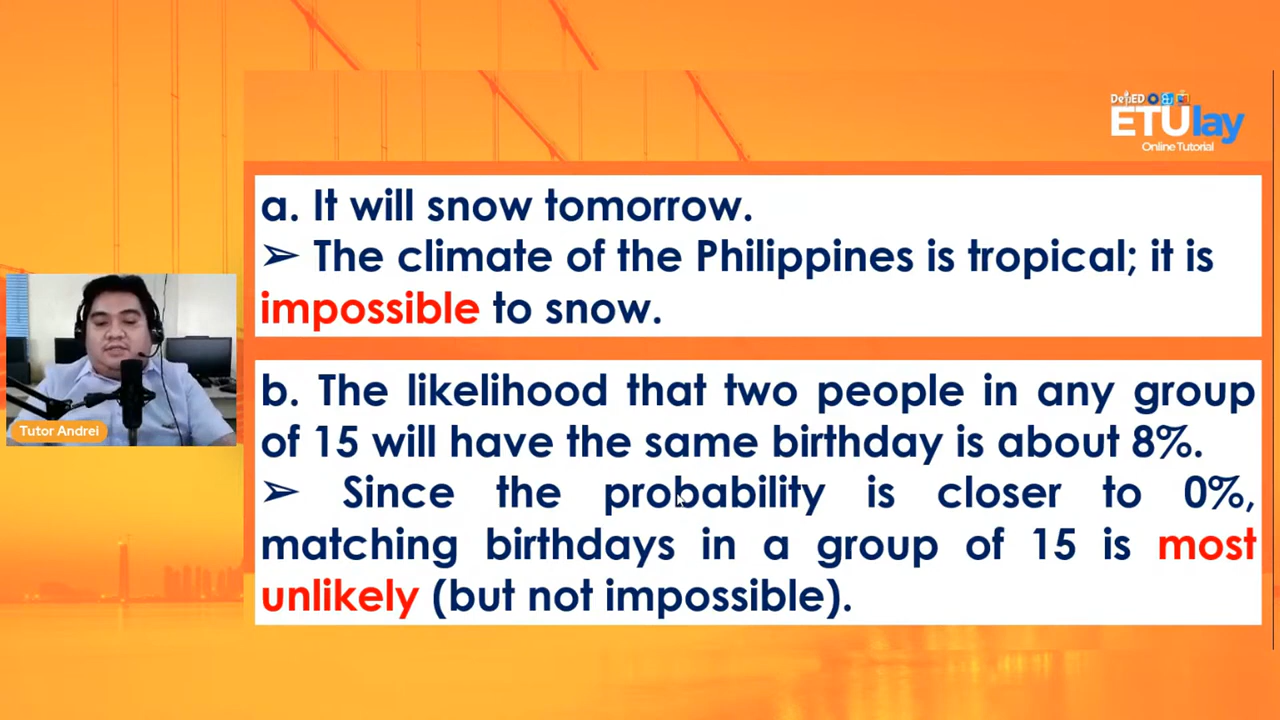 DepED
ETUlay
Online Tutorial
a. It will snow tomorrow.
➢ The climate of the Philippines is tropical; it is
impossible to snow.
b. The likelihood that two people in any group
of 15 will have the same birthday is about 8%.
➢ Since the probability is closer to 0%,
matching birthdays in a group of 15 is most
unlikely (but not impossible).
Tutor Andrei